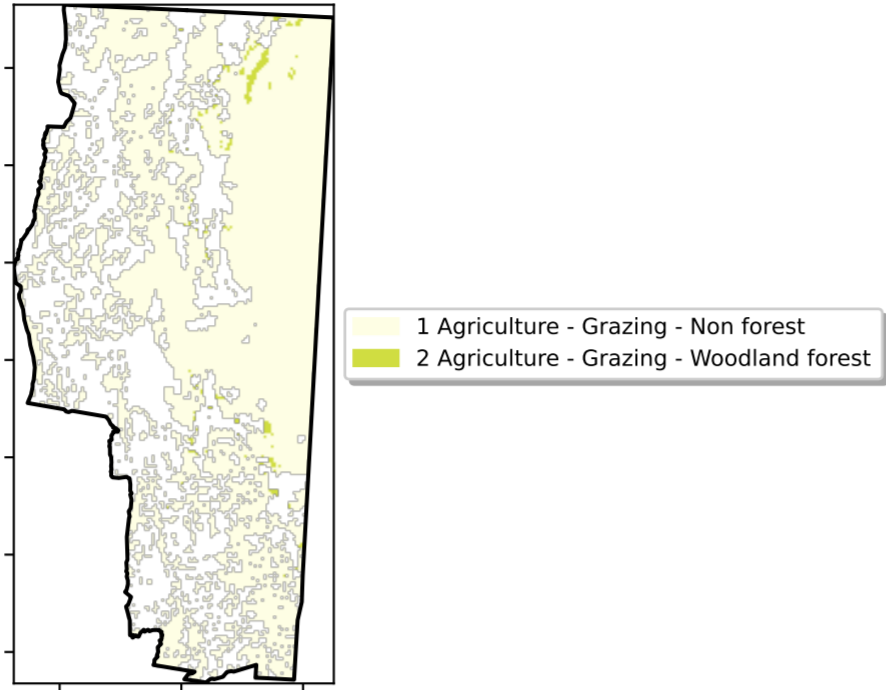 1 Agriculture - Grazing - Non forest
2 Agriculture - Grazing - Woodland forest